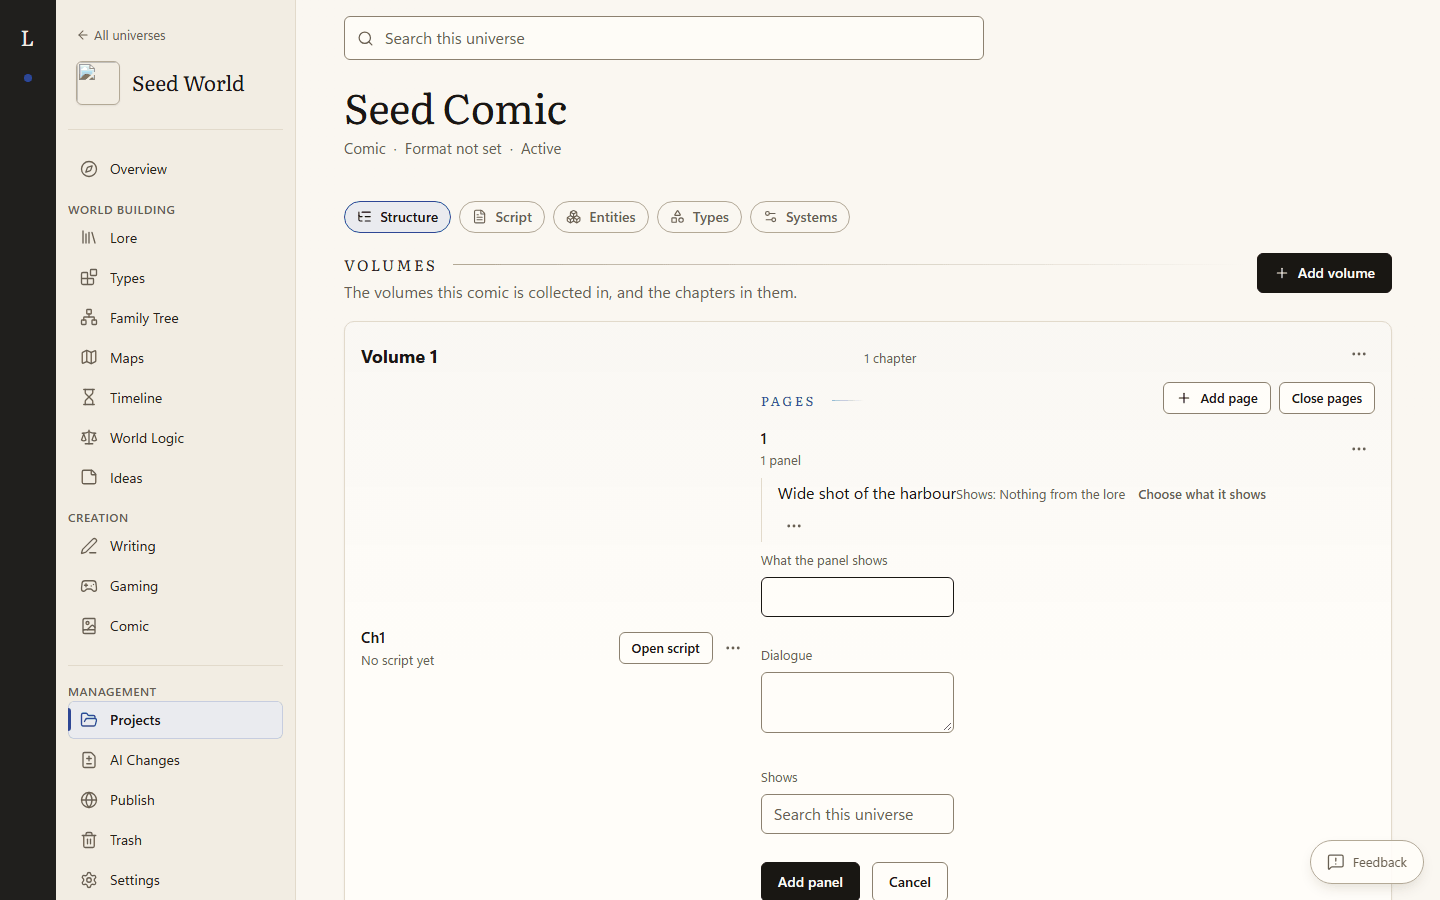 L
All universes
Seed World
Overview
WORLD BUILDING
Lore
Types
Family Tree
Maps
Timeline
World Logic
Ideas
CREATION
Writing
Gaming
Comic
MANAGEMENT
Projects
AI Changes
Publish
Trash
Settings
Search this universe
Seed Comic
Comic · Format not set · Active
Structure Script Entities Types Systems
VOLUMES
Add volume
The volumes this comic is collected in, and the chapters in them.
Volume 1 1 chapter
PAGES Add page Close pages
1
1 panel
Wide shot of the harbourShows: Nothing from the lore Choose what it shows
What the panel shows
Ch1
No script yet
Open script
Dialogue
Shows
Search this universe
Add panel Cancel
Feedback